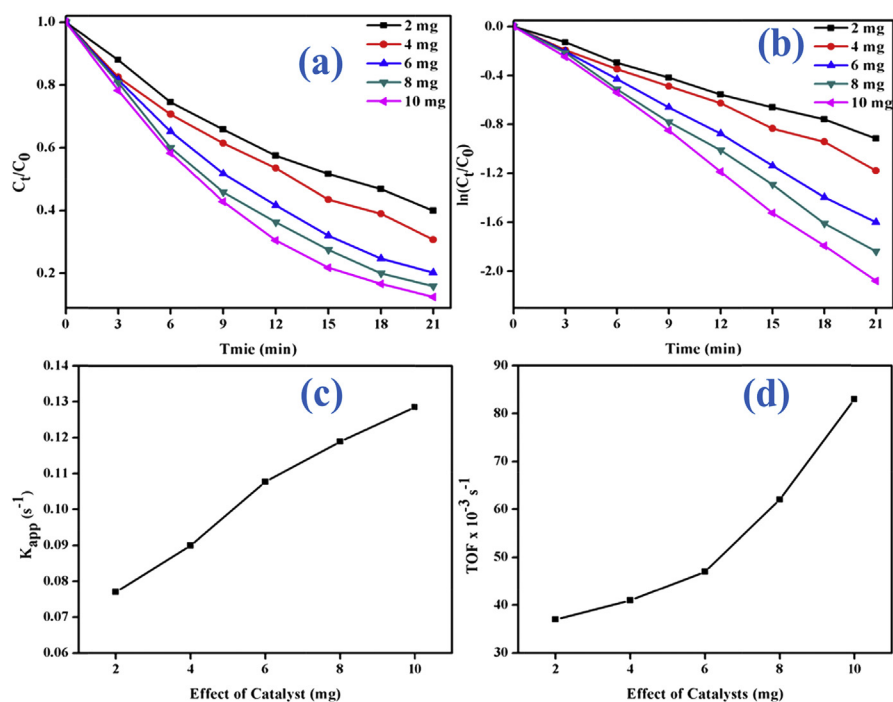 (a)
2 mg
4 mg
6 mg
8 mg
10 mg
1.0
0.8
0.6
0.4
0.2
Ct/C0
0 3 6 9 12 15 18 21
Tmie (min)
(b)
2 mg
4 mg
6 mg
8 mg
10 mg
0.0
-0.4
-0.8
-1.2
-1.6
-2.0
ln(Ct/C0)
0 3 6 9 12 15 18 21
Time (min)
(c)
0.14
0.13
0.12
0.11
0.10
0.09
0.08
0.07
0.06
Kapp (s-1)
2 4 6 8 10
Effect of Catalyst (mg)
(d)
90
80
70
60
50
40
30
TOF x 10-3 s-1
2 4 6 8 10
Effect of Catalysts (mg)